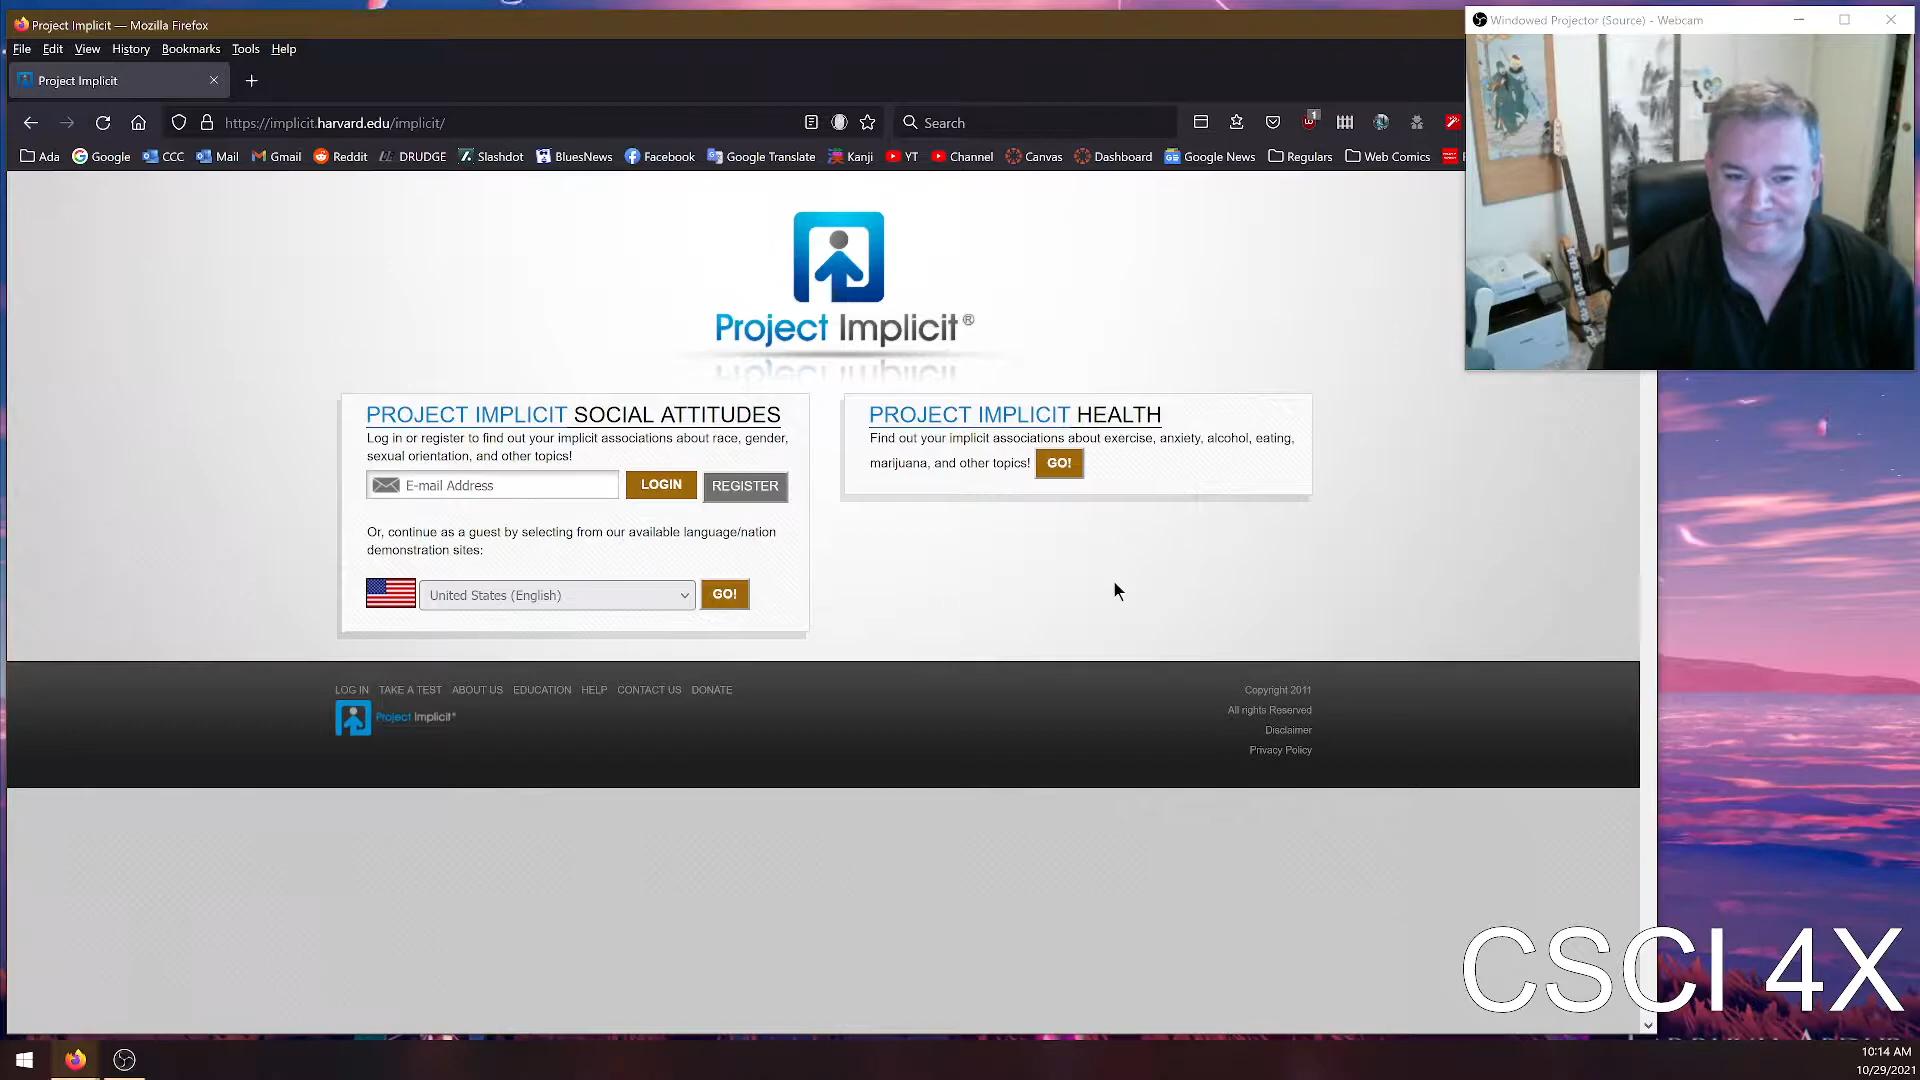 Project Implicit — Mozilla Firefox
File Edit View History Bookmarks Tools Help
Project Implicit
https://implicit.harvard.edu/implicit/
Search
1
Ada Google CCC Mail Gmail Reddit DRUDGE Slashdot BluesNews Facebook Google Translate Kanji YT Channel Canvas Dashboard Google News Regulars Web Comics
Windowed Projector (Source) - Webcam
Project Implicit®
PROJECT IMPLICIT SOCIAL ATTITUDES
Log in or register to find out your implicit associations about race, gender,
sexual orientation, and other topics!
E-mail Address LOGIN REGISTER
Or, continue as a guest by selecting from our available language/nation
demonstration sites:
United States (English) GO!
PROJECT IMPLICIT HEALTH
Find out your implicit associations about exercise, anxiety, alcohol, eating,
marijuana, and other topics! GO!
LOG IN TAKE A TEST ABOUT US EDUCATION HELP CONTACT US DONATE
Project Implicit®
Copyright 2011
All rights Reserved
Disclaimer
Privacy Policy
CSCI 4X
10:14 AM
10/29/2021